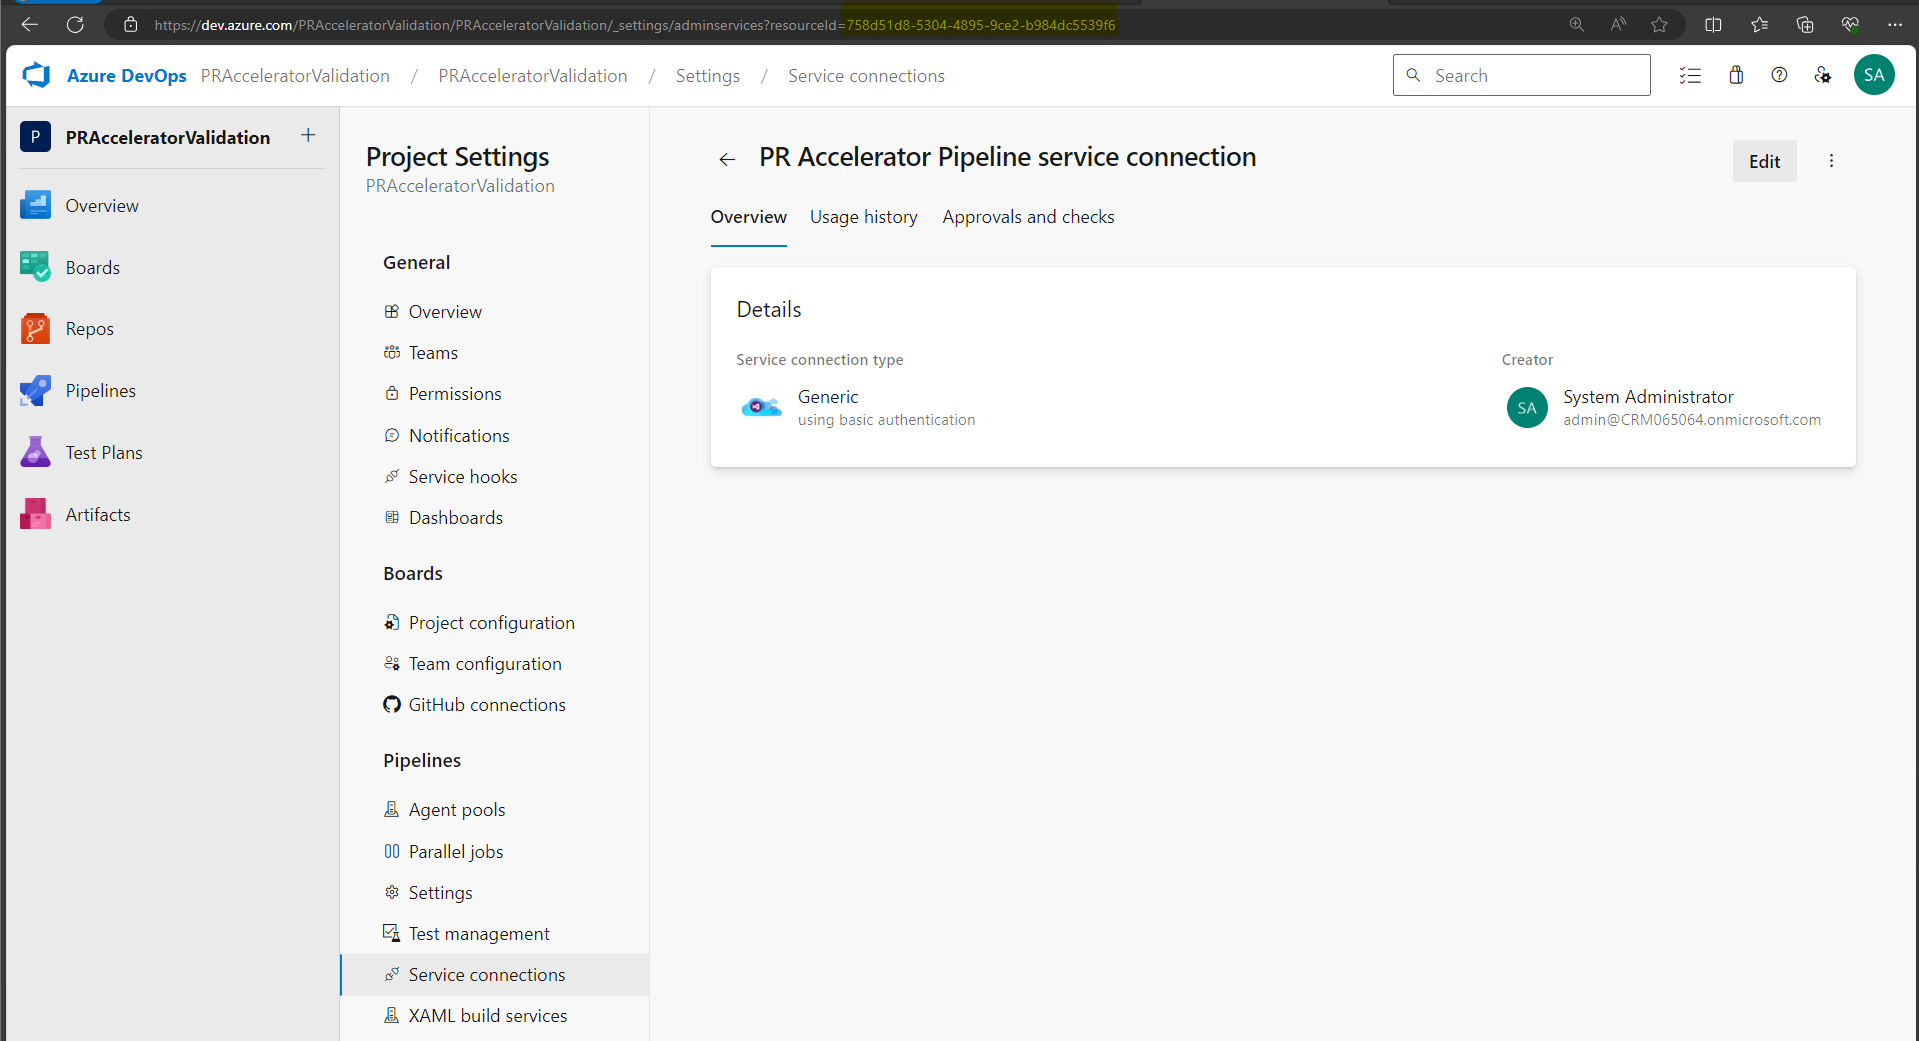 https://dev.azure.com/PRAcceleratorValidation/PRAcceleratorValidation/_settings/adminservices?resourceId=758d51d8-5304-4895-9ce2-b984dc5539f6
Azure DevOps PRAcceleratorValidation / PRAcceleratorValidation / Settings / Service connections
Search
SA
P PRAcceleratorValidation
Overview
Boards
Repos
Pipelines
Test Plans
Artifacts
Project Settings
PRAcceleratorValidation
General
Overview
Teams
Permissions
Notifications
Service hooks
Dashboards
Boards
Project configuration
Team configuration
GitHub connections
Pipelines
Agent pools
Parallel jobs
Settings
Test management
Service connections
XAML build services
PR Accelerator Pipeline service connection
Edit
Overview Usage history Approvals and checks
Details
Service connection type
Generic
using basic authentication
Creator
SA
System Administrator
admin@CRM065064.onmicrosoft.com